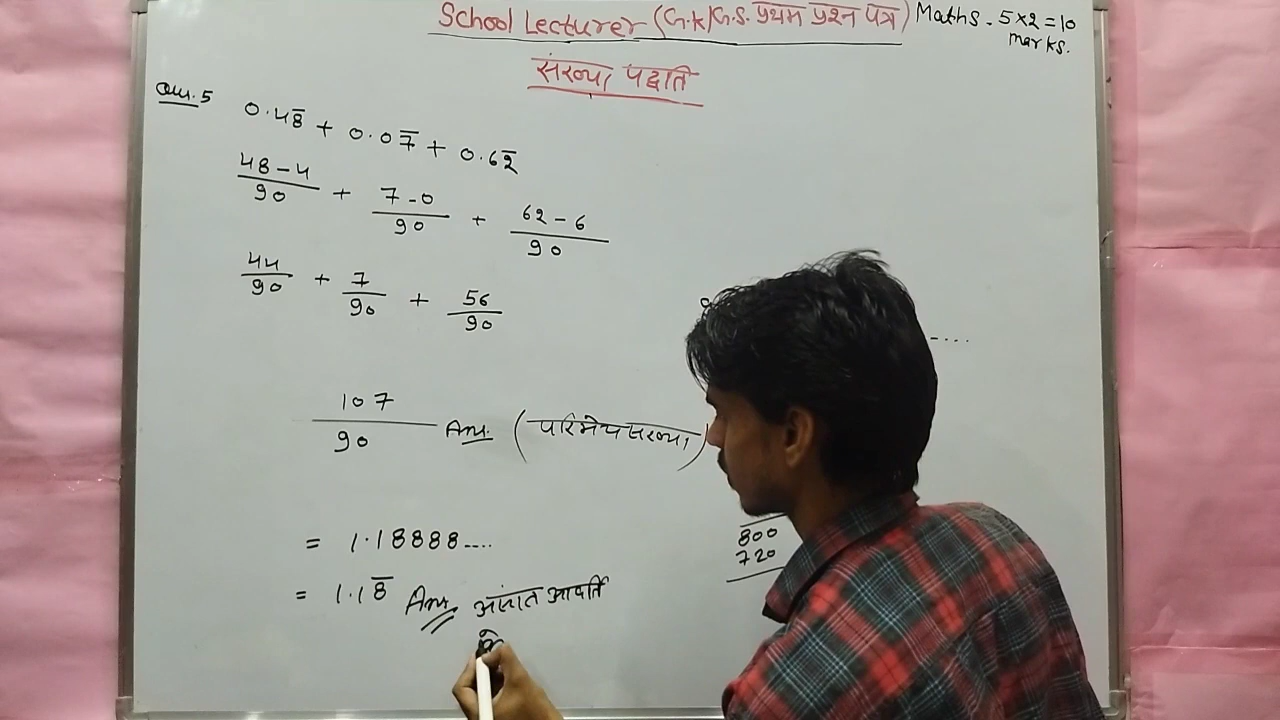 School Lecturer (G.K/G.S. प्रथम प्रश्न पत्र) Maths - 5×2=10 marks.
संख्या पद्धति
Que. 5 0.48̅ + 0.07̅ + 0.62̅
48-4/90 + 7-0/90 + 62-6/90
44/90 + 7/90 + 56/90
107/90 Ans. (परिमेय संख्या)
= 1.18888....
= 1.18̅ Ans. आवर्ति
800
720
....